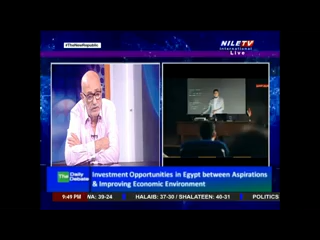 #TheNewRepublic
NILE TV
International
Live
The Daily Debate
Investment Opportunities in Egypt between Aspirations
& Improving Economic Environment
9:49 PM
WA: 39-24
HALAIB: 37-30 / SHALATEEN: 40-31
POLITICS